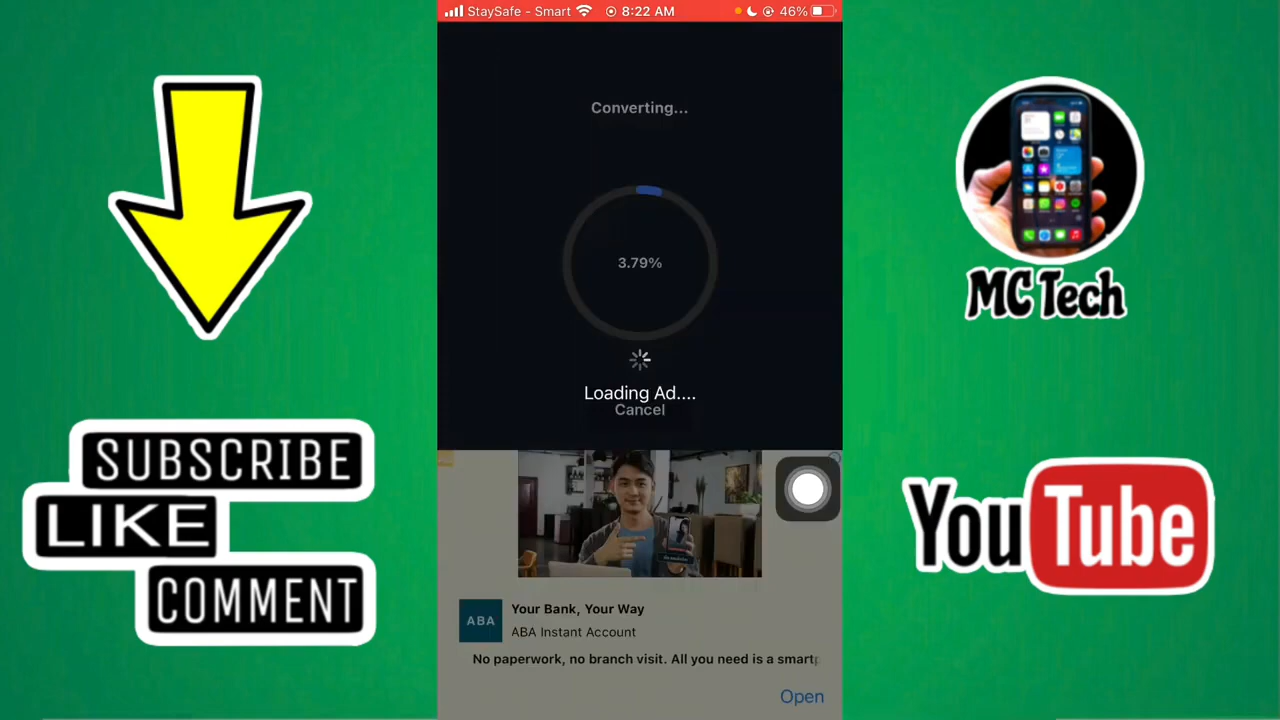 StaySafe - Smart 8:22 AM 46%
Converting...
3.79%
Loading Ad....
Cancel
ABA
Your Bank, Your Way
ABA Instant Account
No paperwork, no branch visit. All you need is a smartp
Open
SUBSCRIBE
LIKE
COMMENT
MC Tech
YouTube